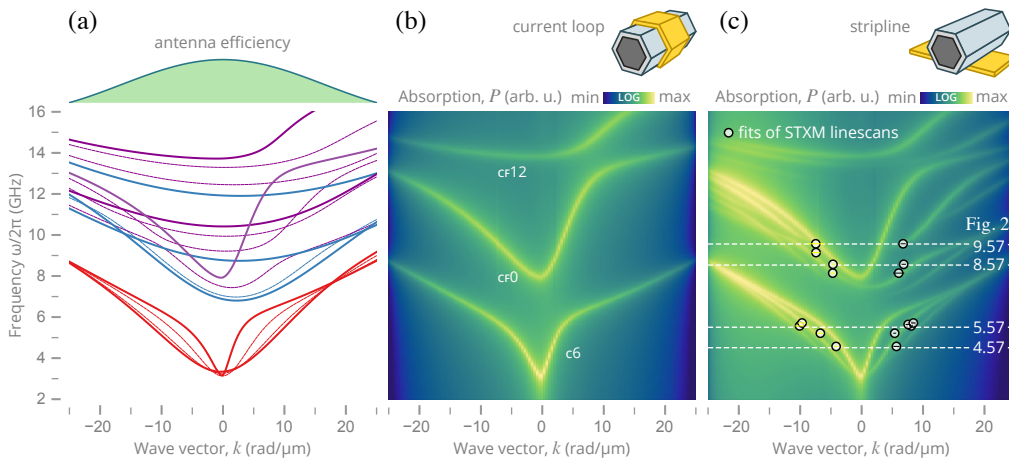 (a)
antenna efficiency
16
14
12
10
8
6
4
2
Frequency ω/2π (GHz)
−20 −10 0 10 20
Wave vector, k (rad/μm)
(b)
current loop
Absorption, P (arb. u.) min LOG max
cF12
cF0
c6
−20 −10 0 10 20
Wave vector, k (rad/μm)
(c)
stripline
Absorption, P (arb. u.) min LOG max
fits of STXM linescans
Fig. 2
9.57
8.57
5.57
4.57
−20 −10 0 10 20
Wave vector, k (rad/μm)